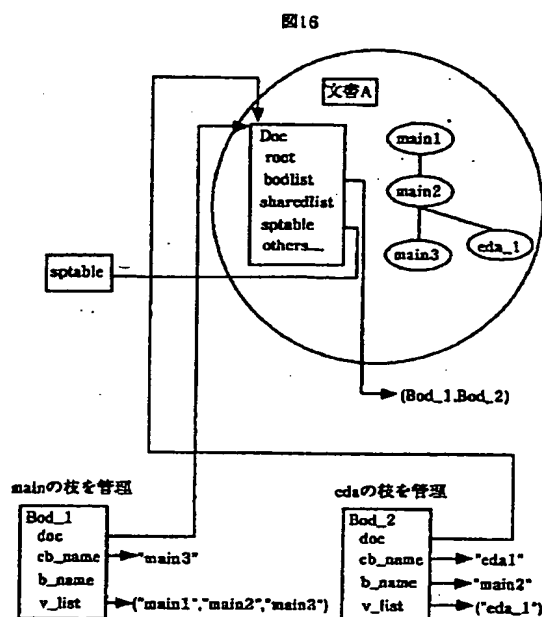 図16
文書A
Doc
root
bodlist
sharedlist
sptable
others
main1
main2
main3
eda_1
sptable
(Bod_1.Bod_2)
mainの枝を管理
Bod_1
doc
cb_name
"main3"
b_name
v_list
("main1","main2","main3")
edaの枝を管理
Bod_2
doc
cb_name
"eda1"
b_name
"main2"
v_list
("eda_1")